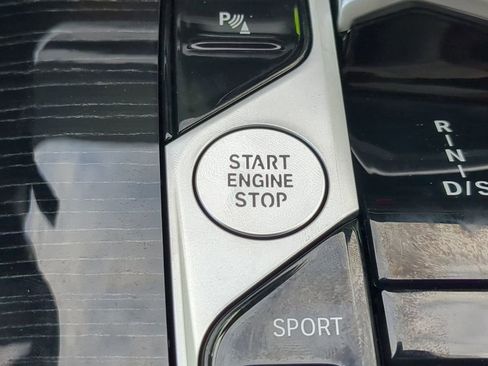 P
START
ENGINE
STOP
R
N
D/S
SPORT